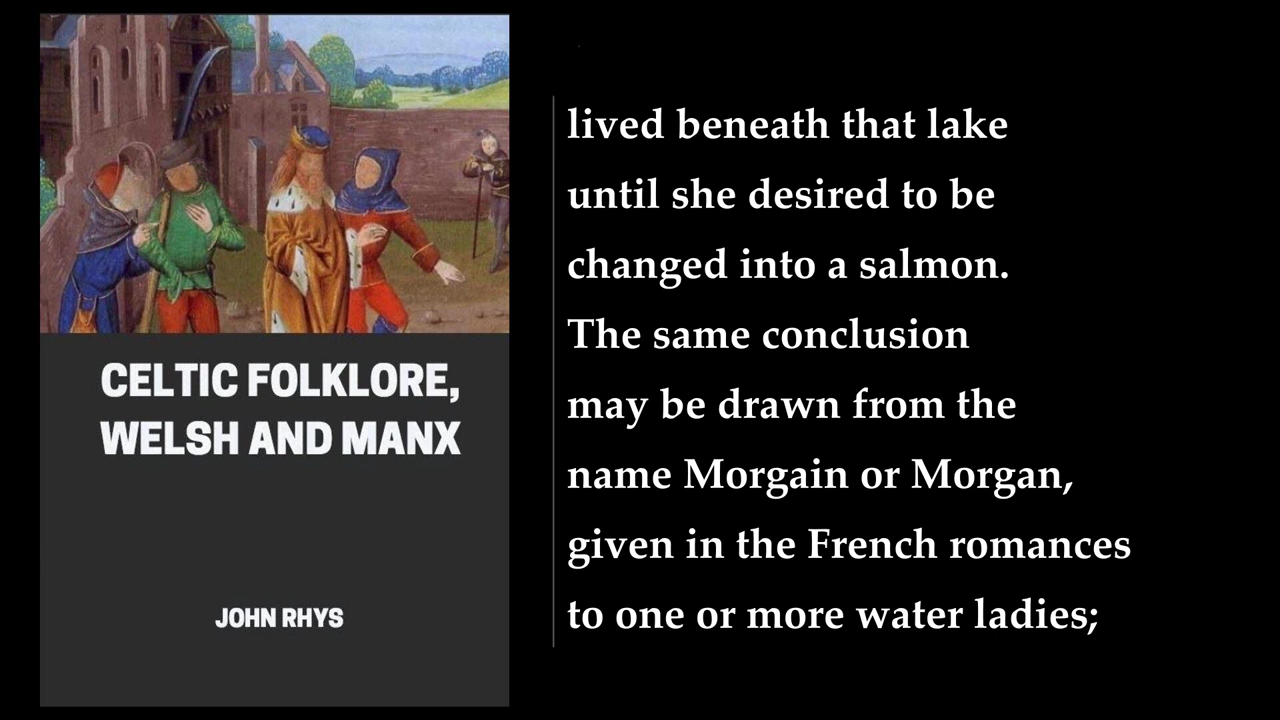 CELTIC FOLKLORE,
WELSH AND MANX
JOHN RHYS
lived beneath that lake
until she desired to be
changed into a salmon.
The same conclusion
may be drawn from the
name Morgain or Morgan,
given in the French romances
to one or more water ladies;